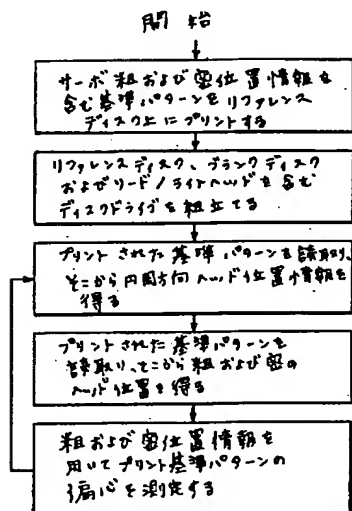 開始
サーボ粗および密位置情報を
含む基準パターンをリファレンス
ディスク上にプリントする
リファレンスディスク、ブランクディスク
およびリード/ライトヘッドを含む
ディスクドライブを組立てる
プリントされた基準パターンを読取り、
そこから円周方向ヘッド位置情報を
得る
プリントされた基準パターンを
読取り、そこから粗および密の
ヘッド位置を得る
粗および密位置情報を
用いてプリント基準パターンの
偏心を測定する